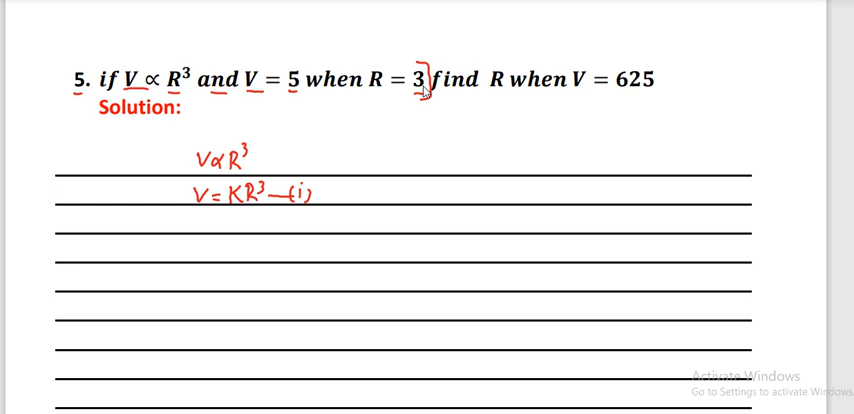 5. if V ∝ R³ and V = 5 when R = 3 find R when V = 625
Solution:
V∝R³
V = KR³ —(i)
Activate Windows
Go to Settings to activate Windows.